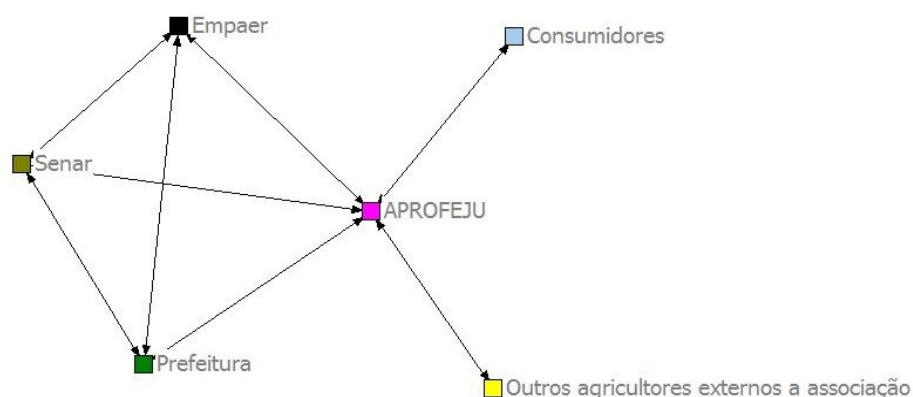 Empaer
Consumidores
Senar
APROFEJU
Prefeitura
Outros agricultores externos a associação